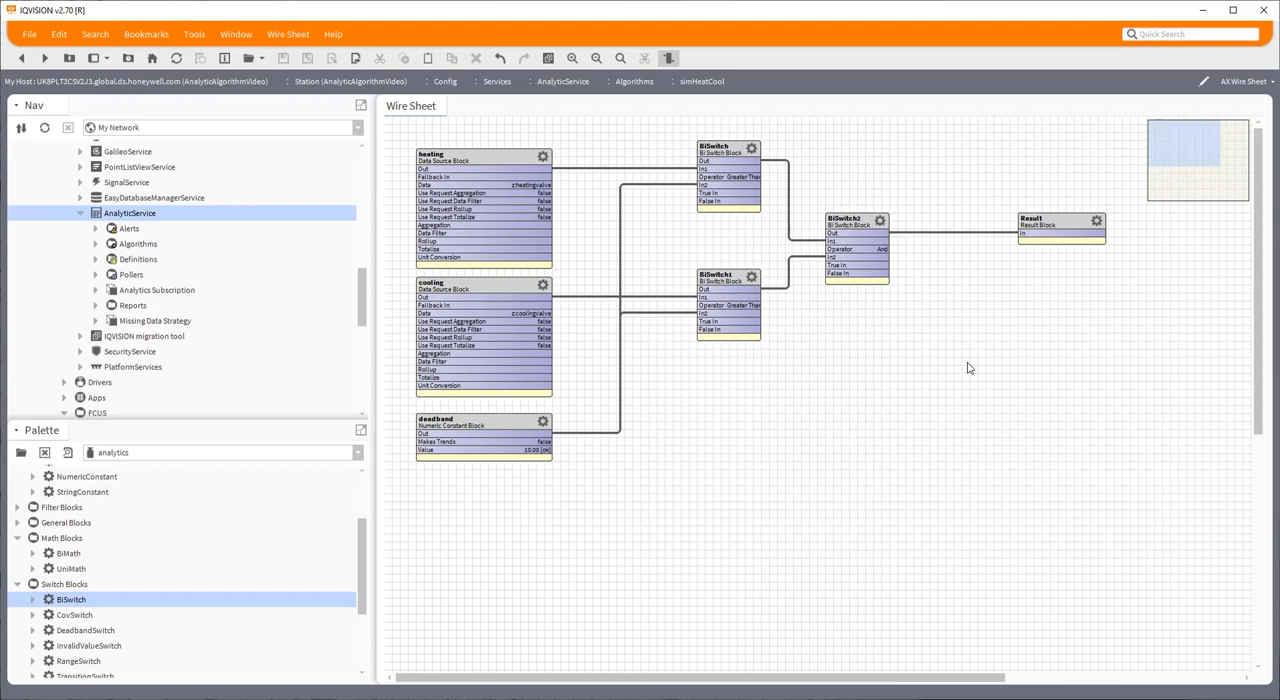 IQVISION v2.70 [R]
File Edit Search Bookmarks Tools Window Wire Sheet Help
Quick Search
My Host : UK8PLT3CSV2J3.global.ds.honeywell.com (AnalyticAlgorithmVideo) : Station (AnalyticAlgorithmVideo) : Config : Services : AnalyticService : Algorithms : simHeatCool
AX Wire Sheet
Nav
My Network
GalileoService
PointListViewService
SignalService
EasyDatabaseManagerService
AnalyticService
Alerts
Algorithms
Definitions
Pollers
Analytics Subscription
Reports
Missing Data Strategy
IQVISION migration tool
SecurityService
PlatformServices
Drivers
Apps
FCUS
Palette
analytics
NumericConstant
StringConstant
Filter Blocks
General Blocks
Math Blocks
BiMath
UniMath
Switch Blocks
BiSwitch
CovSwitch
DeadbandSwitch
InvalidValueSwitch
RangeSwitch
TransitionSwitch
Wire Sheet
heating
Data Source Block
Out
Fallback In
Data z:heatingvalve
Use Request Aggregation false
Use Request Data Filter false
Use Request Rollup false
Use Request Totalize false
Aggregation
Data Filter
Rollup
Totalize
Unit Conversion
cooling
Data Source Block
Out
Fallback In
Data z:coolingvalve
Use Request Aggregation false
Use Request Data Filter false
Use Request Rollup false
Use Request Totalize false
Aggregation
Data Filter
Rollup
Totalize
Unit Conversion
deadband
Numeric Constant Block
Out
Makes Trends false
Value 10.00 [ok]
BiSwitch
Bi Switch Block
Out
In1
Operator Greater Than
In2
True In
False In
BiSwitch1
Bi Switch Block
Out
In1
Operator Greater Than
In2
True In
False In
BiSwitch2
Bi Switch Block
Out
In1
Operator And
In2
True In
False In
Result
Result Block
In